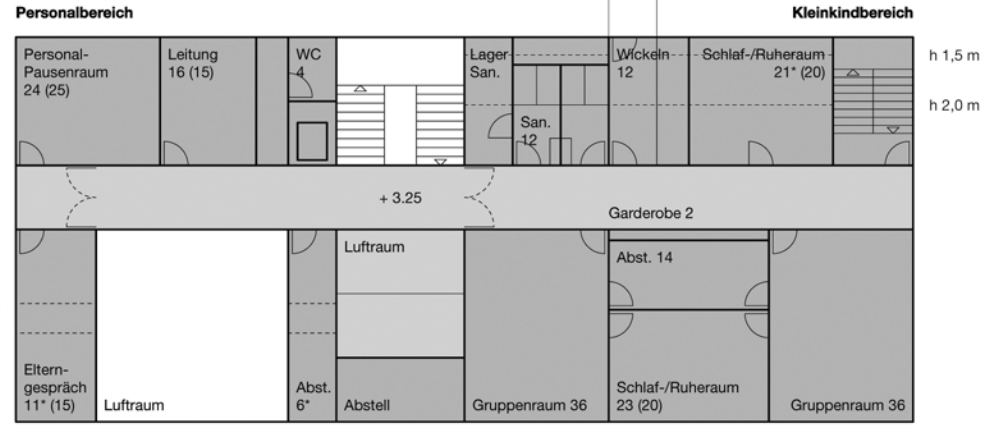 Personalbereich
Kleinkindbereich
Personal-
Pausenraum
24 (25)
Leitung
16 (15)
WC
4
Lager
San.
San.
12
Wickeln
12
Schlaf-/Ruheraum
21* (20)
h 1,5 m
h 2,0 m
+ 3.25
Garderobe 2
Eltern-
gespräch
11* (15)
Luftraum
Abst.
6*
Luftraum
Abstell
Gruppenraum 36
Abst. 14
Schlaf-/Ruheraum
23 (20)
Gruppenraum 36